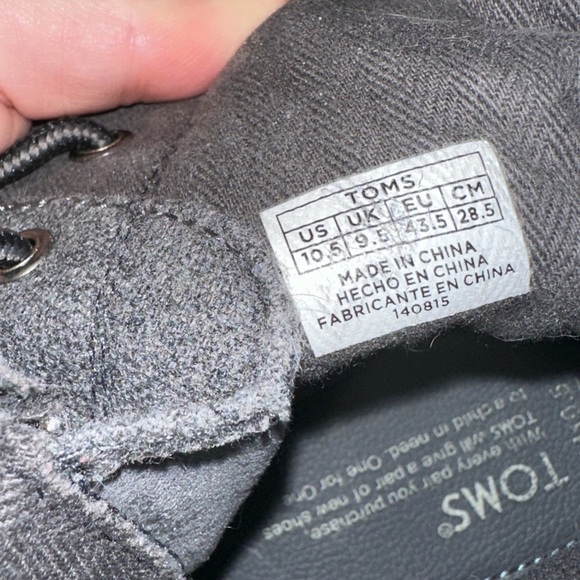 TOMS
US UK EU CM
10.5 9.5 43.5 28.5
MADE IN CHINA
HECHO EN CHINA
FABRICANTE EN CHINA
140815
TOMS®
With every pair you purchase,
TOMS will give a pair of new shoes
to a child in need. One for One